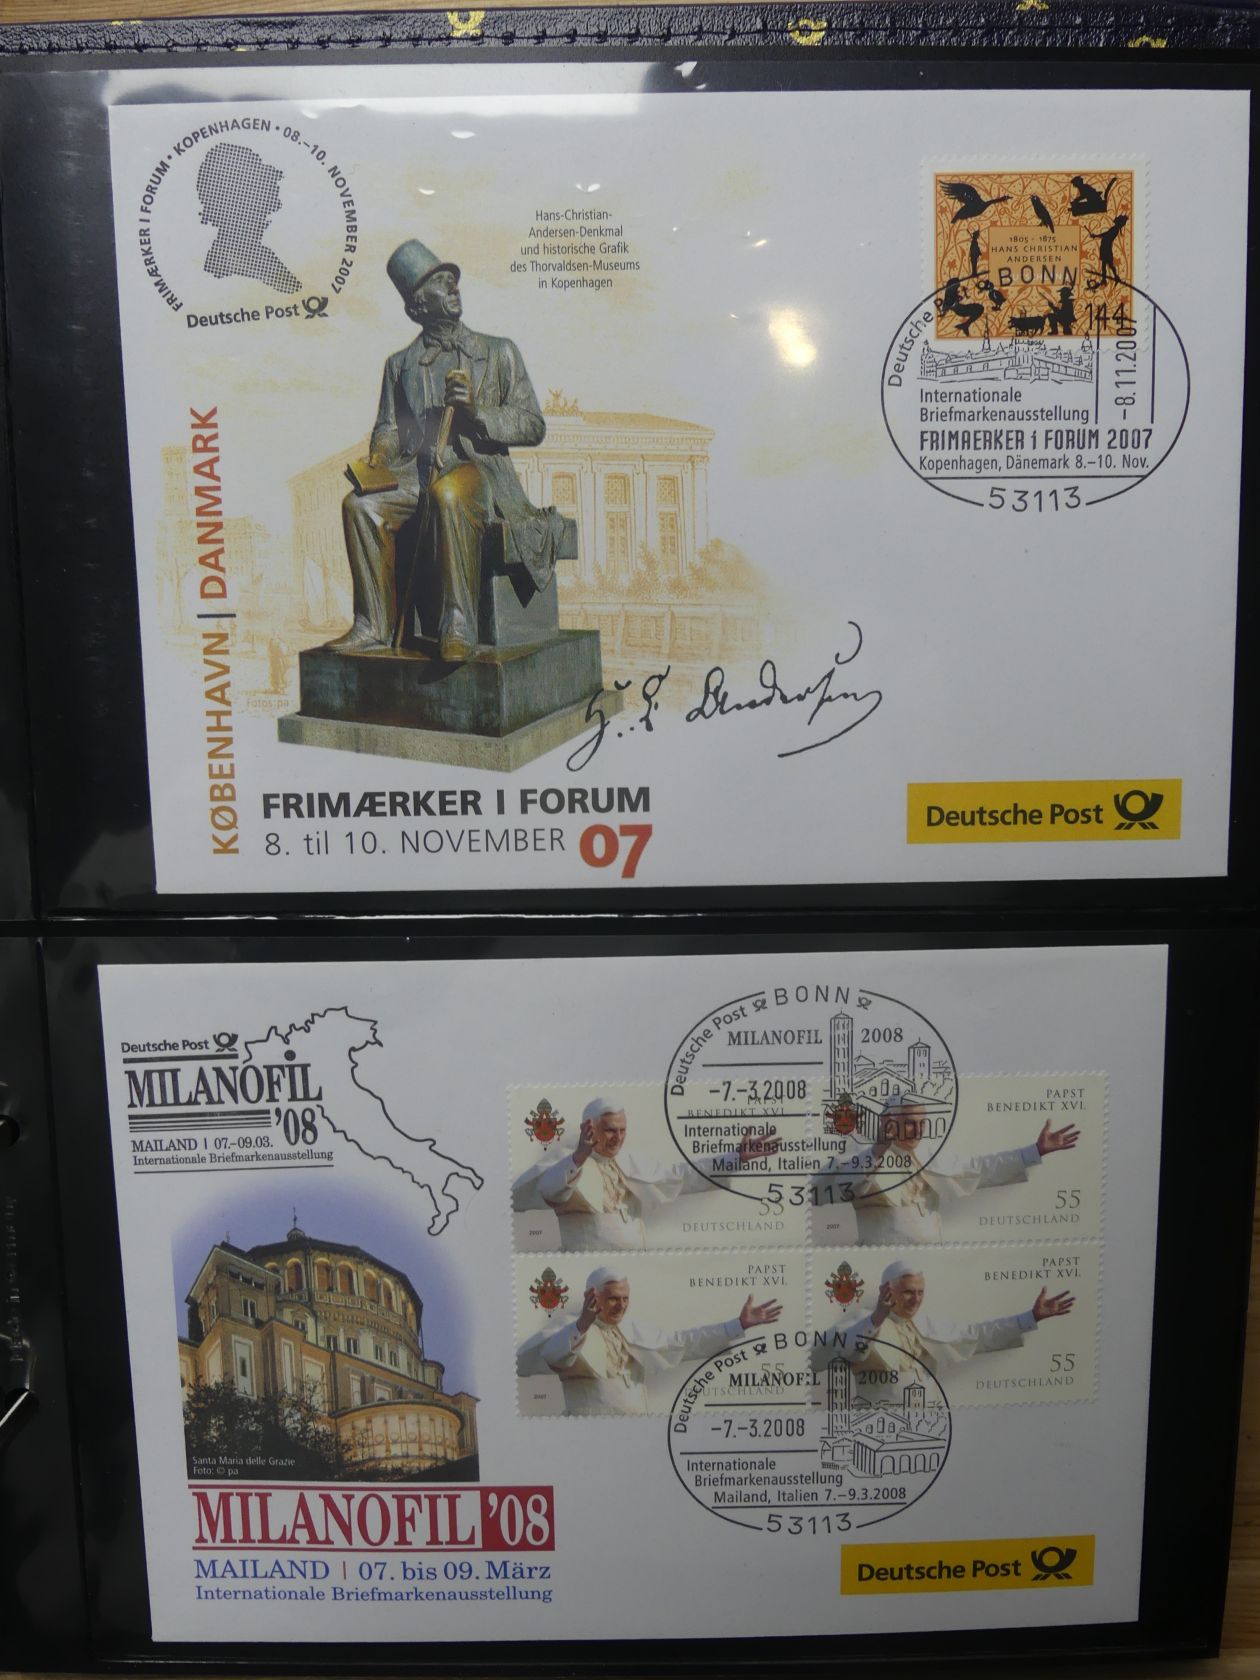 FRIMÆRKER I FORUM • KOPENHAGEN • 08.–10. NOVEMBER 2007
Deutsche Post
Hans-Christian-
Andersen-Denkmal
und historische Grafik
des Thorvaldsen-Museums
in Kopenhagen
1805 - 1875
HANS CHRISTIAN
ANDERSEN
144
Deutsche Post BONN
-8.11.2007
Internationale
Briefmarkenausstellung
FRIMAERKER i FORUM 2007
Kopenhagen, Dänemark 8.–10. Nov.
53113
KØBENHAVN | DANMARK
Fotos: pa
H. C. Andersen
FRIMÆRKER I FORUM
8. til 10. NOVEMBER 07
Deutsche Post
Deutsche Post
MILANOFIL
'08
MAILAND | 07.–09.03.
Internationale Briefmarkenausstellung
Deutsche Post BONN
MILANOFIL 2008
-7.-3.2008
Internationale
Briefmarkenausstellung
Mailand, Italien 7.–9.3.2008
53113
PAPST
BENEDIKT XVI.
55
DEUTSCHLAND
2007
PAPST
BENEDIKT XVI.
55
DEUTSCHLAND
2007
PAPST
BENEDIKT XVI.
55
DEUTSCHLAND
2007
PAPST
BENEDIKT XVI.
55
DEUTSCHLAND
Deutsche Post BONN
MILANOFIL 2008
-7.-3.2008
Internationale
Briefmarkenausstellung
Mailand, Italien 7.–9.3.2008
53113
Santa Maria delle Grazie
Foto: © pa
MILANOFIL '08
MAILAND | 07. bis 09. März
Internationale Briefmarkenausstellung
Deutsche Post